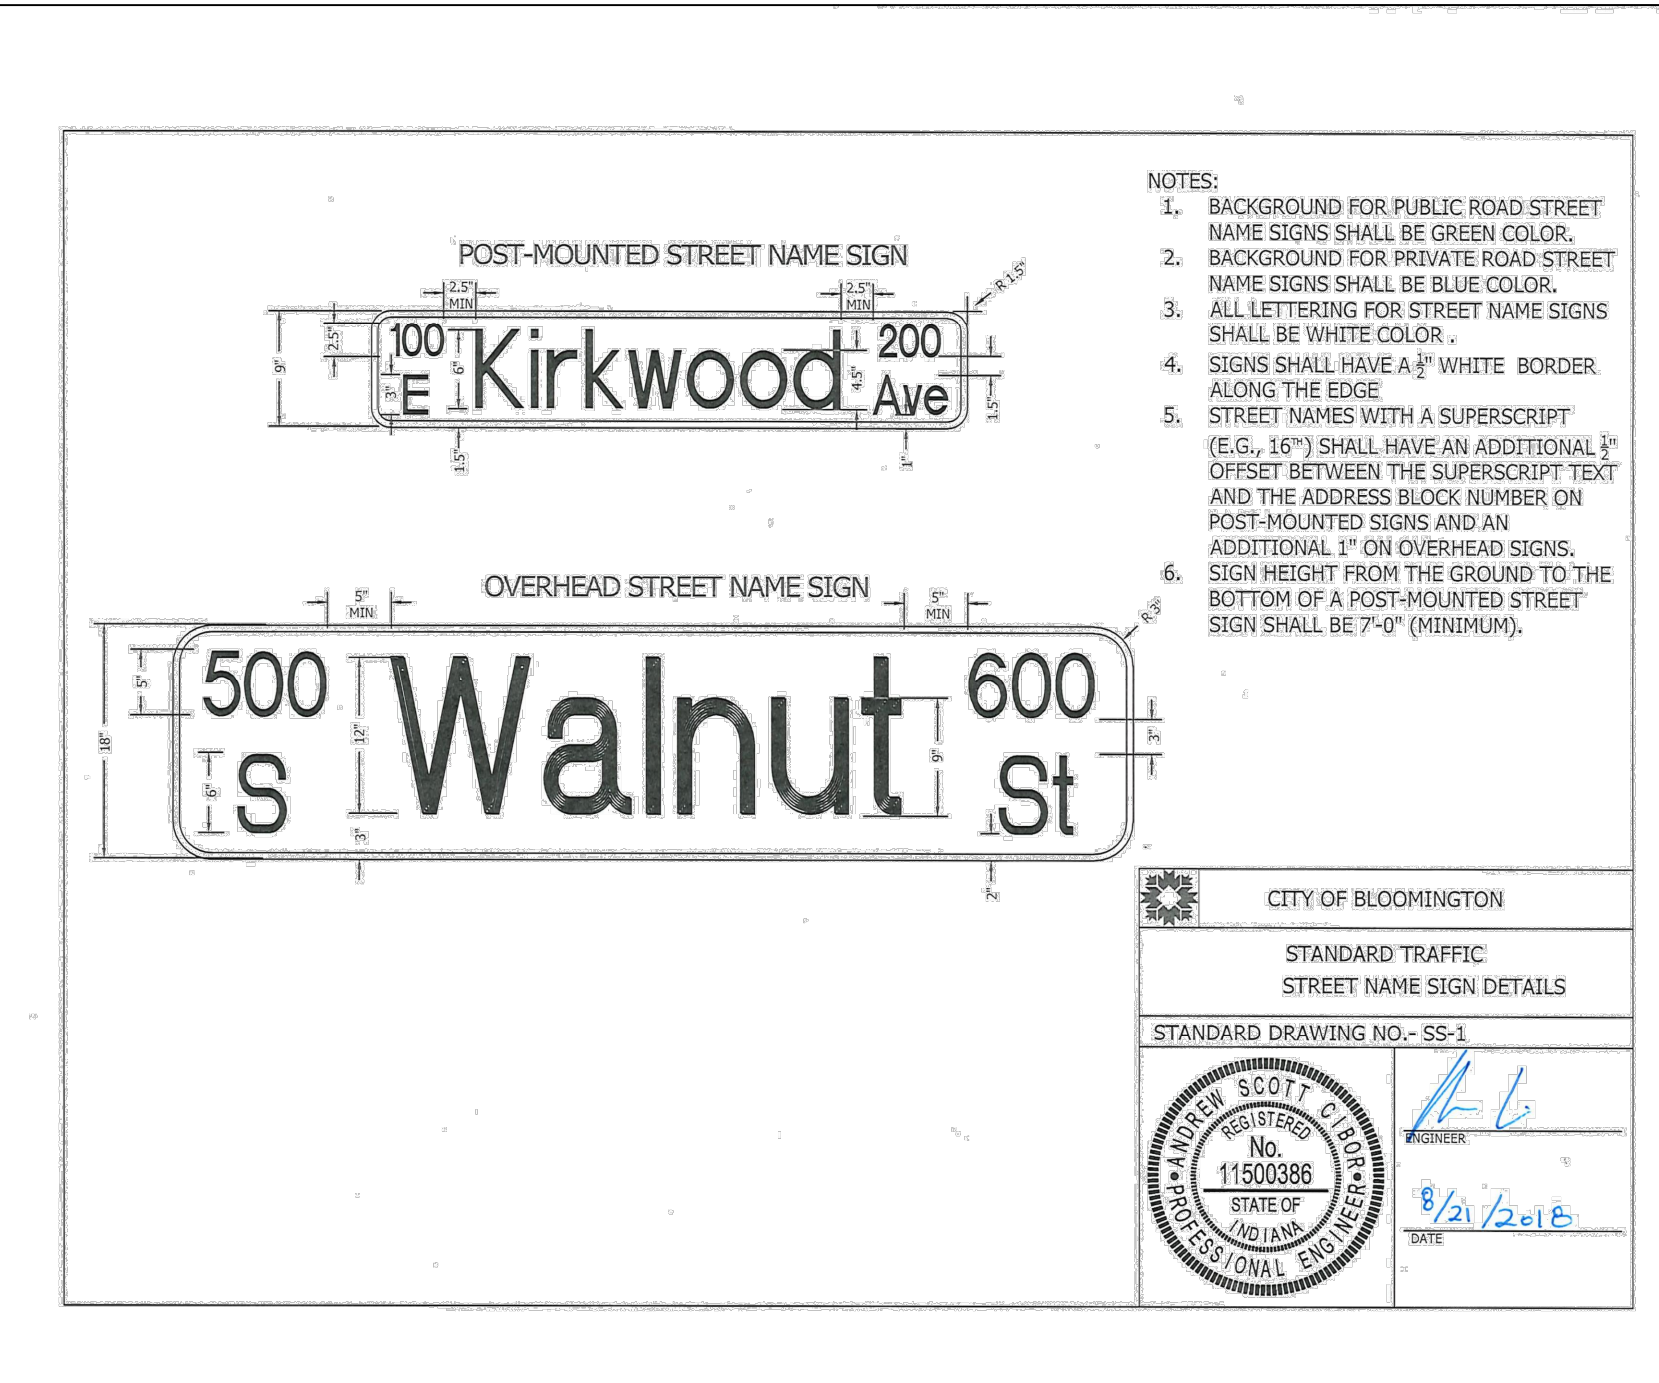 POST-MOUNTED STREET NAME SIGN
2.5"
MIN
2.5"
MIN
R 1.5"
9"
2.5"
100
3"
E
6"
Kirkwood
4.5"
200
Ave
1.5"
1.5"
1"
OVERHEAD STREET NAME SIGN
5"
MIN
5"
MIN
R 3"
18"
5"
500
6"
S
12"
3"
Walnut
9"
600
St
3"
2"
NOTES:
1. BACKGROUND FOR PUBLIC ROAD STREET
NAME SIGNS SHALL BE GREEN COLOR.
2. BACKGROUND FOR PRIVATE ROAD STREET
NAME SIGNS SHALL BE BLUE COLOR.
3. ALL LETTERING FOR STREET NAME SIGNS
SHALL BE WHITE COLOR .
4. SIGNS SHALL HAVE A ½" WHITE BORDER
ALONG THE EDGE
5. STREET NAMES WITH A SUPERSCRIPT
(E.G., 16ᵀᴴ) SHALL HAVE AN ADDITIONAL ½"
OFFSET BETWEEN THE SUPERSCRIPT TEXT
AND THE ADDRESS BLOCK NUMBER ON
POST-MOUNTED SIGNS AND AN
ADDITIONAL 1" ON OVERHEAD SIGNS.
6. SIGN HEIGHT FROM THE GROUND TO THE
BOTTOM OF A POST-MOUNTED STREET
SIGN SHALL BE 7'-0" (MINIMUM).
CITY OF BLOOMINGTON
STANDARD TRAFFIC
STREET NAME SIGN DETAILS
STANDARD DRAWING NO.- SS-1
ANDREW SCOTT CIBOR
REGISTERED
No.
11500386
STATE OF
INDIANA
PROFESSIONAL ENGINEER
ENGINEER
8/21/2018
DATE